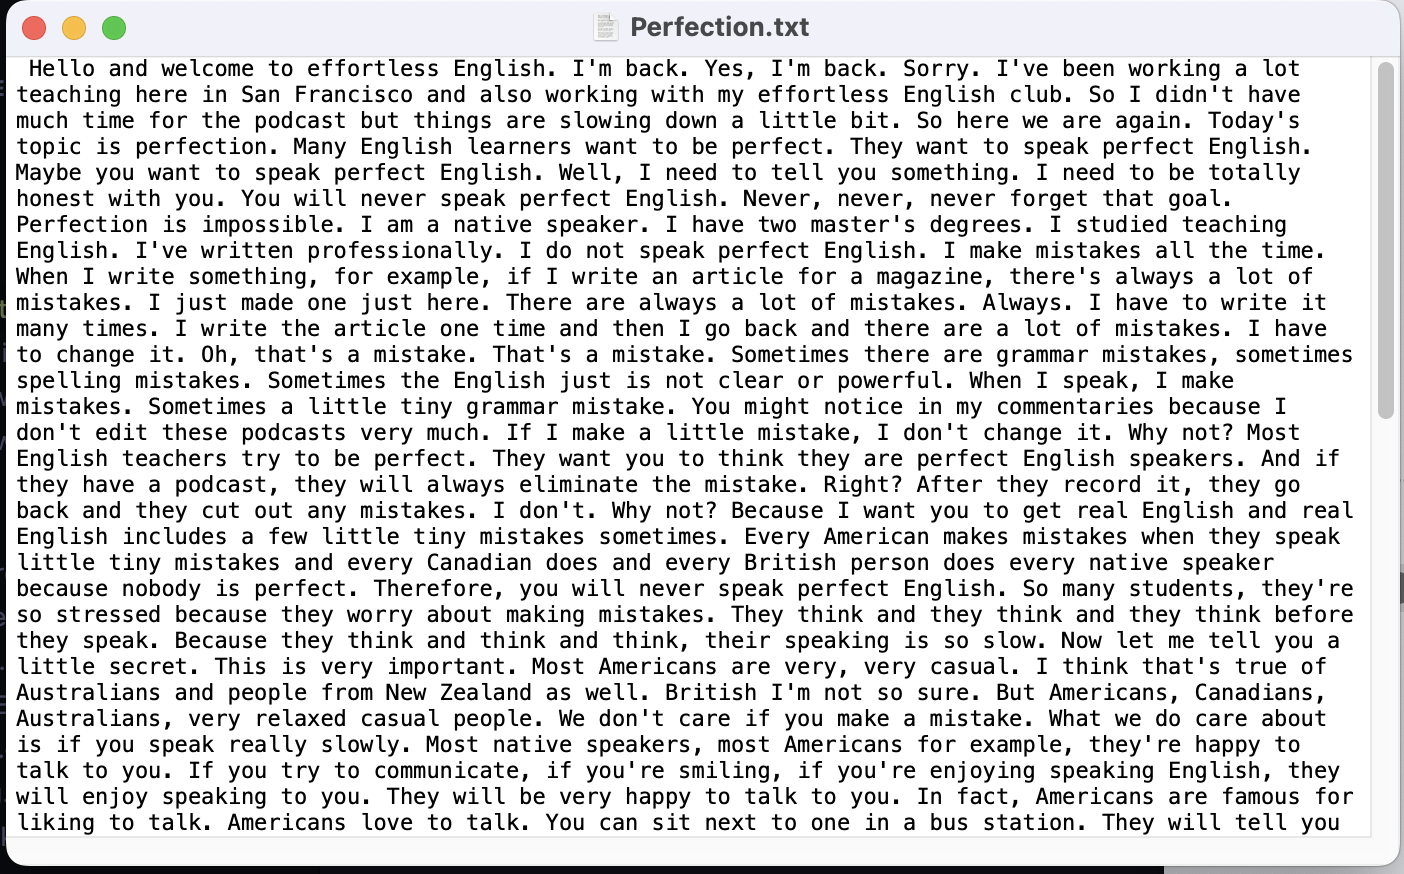 Perfection.txt
Hello and welcome to effortless English. I'm back. Yes, I'm back. Sorry. I've been working a lot
teaching here in San Francisco and also working with my effortless English club. So I didn't have
much time for the podcast but things are slowing down a little bit. So here we are again. Today's
topic is perfection. Many English learners want to be perfect. They want to speak perfect English.
Maybe you want to speak perfect English. Well, I need to tell you something. I need to be totally
honest with you. You will never speak perfect English. Never, never, never forget that goal.
Perfection is impossible. I am a native speaker. I have two master's degrees. I studied teaching
English. I've written professionally. I do not speak perfect English. I make mistakes all the time.
When I write something, for example, if I write an article for a magazine, there's always a lot of
mistakes. I just made one just here. There are always a lot of mistakes. Always. I have to write it
many times. I write the article one time and then I go back and there are a lot of mistakes. I have
to change it. Oh, that's a mistake. That's a mistake. Sometimes there are grammar mistakes, sometimes
spelling mistakes. Sometimes the English just is not clear or powerful. When I speak, I make
mistakes. Sometimes a little tiny grammar mistake. You might notice in my commentaries because I
don't edit these podcasts very much. If I make a little mistake, I don't change it. Why not? Most
English teachers try to be perfect. They want you to think they are perfect English speakers. And if
they have a podcast, they will always eliminate the mistake. Right? After they record it, they go
back and they cut out any mistakes. I don't. Why not? Because I want you to get real English and real
English includes a few little tiny mistakes sometimes. Every American makes mistakes when they speak
little tiny mistakes and every Canadian does and every British person does every native speaker
because nobody is perfect. Therefore, you will never speak perfect English. So many students, they're
so stressed because they worry about making mistakes. They think and they think and they think before
they speak. Because they think and think and think, their speaking is so slow. Now let me tell you a
little secret. This is very important. Most Americans are very, very casual. I think that's true of
Australians and people from New Zealand as well. British I'm not so sure. But Americans, Canadians,
Australians, very relaxed casual people. We don't care if you make a mistake. What we do care about
is if you speak really slowly. Most native speakers, most Americans for example, they're happy to
talk to you. If you try to communicate, if you're smiling, if you're enjoying speaking English, they
will enjoy speaking to you. They will be very happy to talk to you. In fact, Americans are famous for
liking to talk. Americans love to talk. You can sit next to one in a bus station. They will tell you